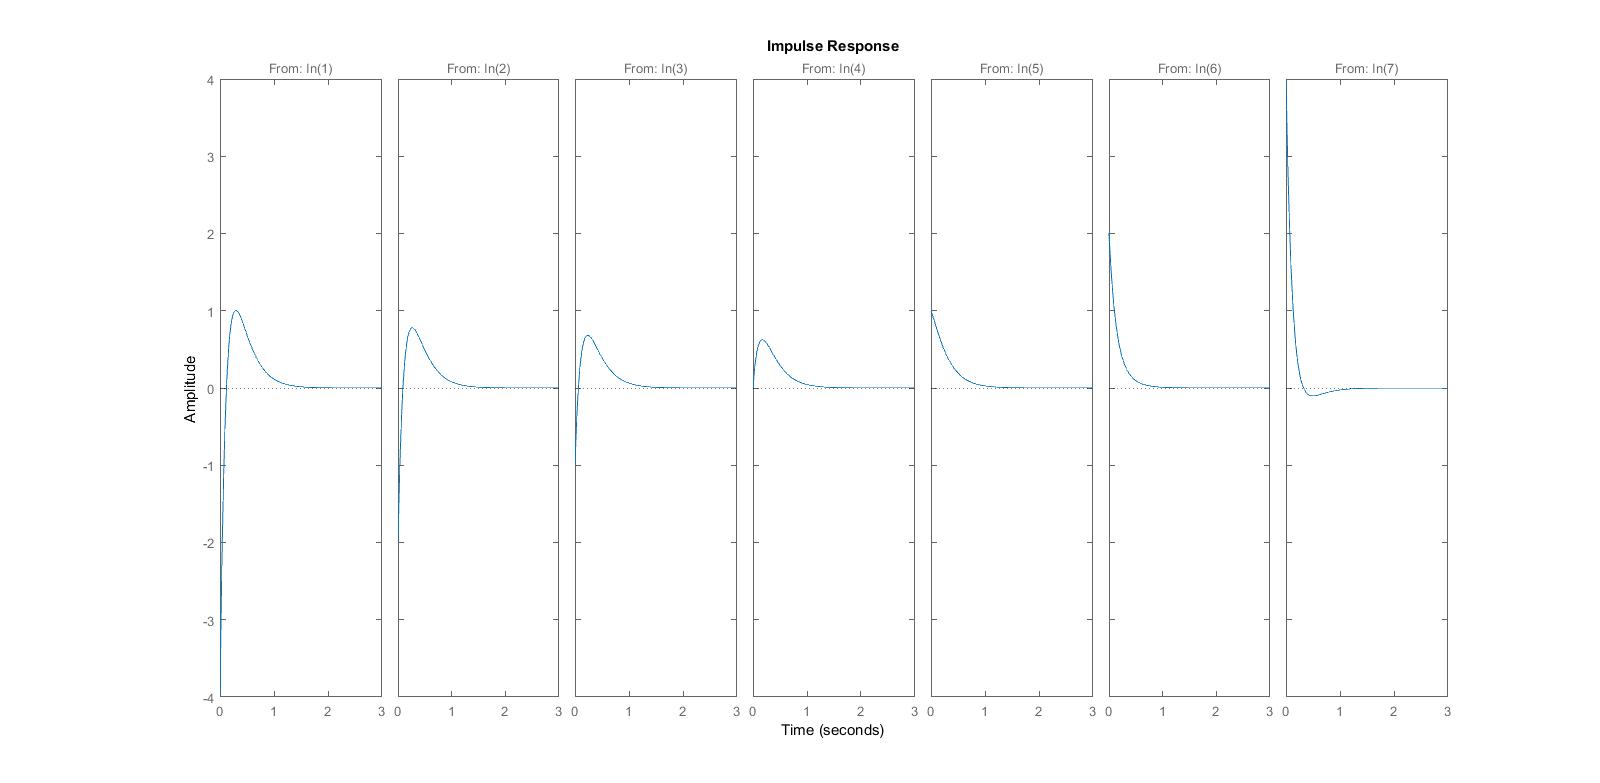 Impulse Response
From: In(1) From: In(2) From: In(3) From: In(4) From: In(5) From: In(6) From: In(7)
4
3
2
1
0
-1
-2
-3
-4
Amplitude
0 1 2 3 0 1 2 3 0 1 2 3 0 1 2 3 0 1 2 3 0 1 2 3 0 1 2 3
Time (seconds)